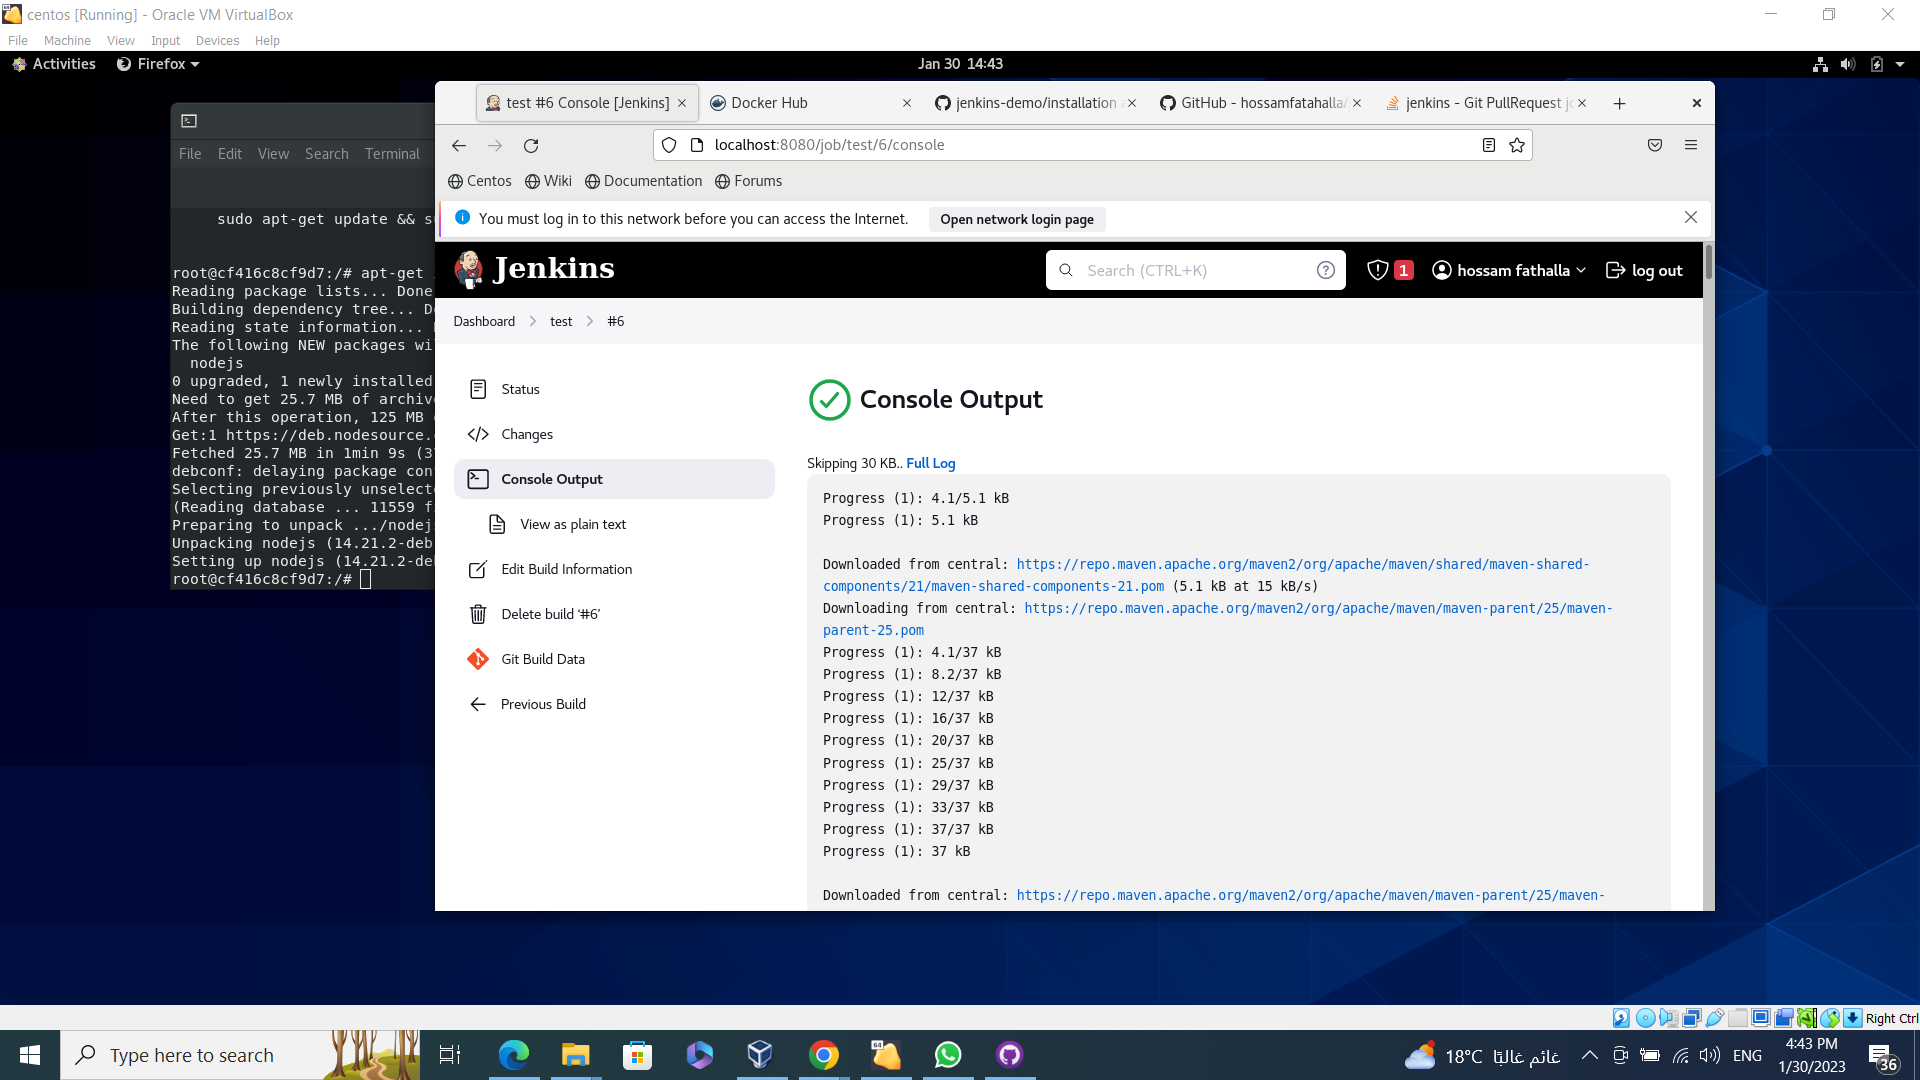 centos [Running] - Oracle VM VirtualBox
File Machine View Input Devices Help
Activities Firefox Jan 30 14:43
test #6 Console [Jenkins] Docker Hub jenkins-demo/installation GitHub - hossamfatahalla/ jenkins - Git PullRequest
localhost:8080/job/test/6/console
Centos Wiki Documentation Forums
You must log in to this network before you can access the Internet. Open network login page
Jenkins
Search (CTRL+K)
1
hossam fathalla
log out
Dashboard test #6
Status
Changes
Console Output
View as plain text
Edit Build Information
Delete build ‘#6’
Git Build Data
Previous Build
Console Output
Skipping 30 KB.. Full Log
Progress (1): 4.1/5.1 kB
Progress (1): 5.1 kB
Downloaded from central: https://repo.maven.apache.org/maven2/org/apache/maven/shared/maven-shared-
components/21/maven-shared-components-21.pom (5.1 kB at 15 kB/s)
Downloading from central: https://repo.maven.apache.org/maven2/org/apache/maven/maven-parent/25/maven-
parent-25.pom
Progress (1): 4.1/37 kB
Progress (1): 8.2/37 kB
Progress (1): 12/37 kB
Progress (1): 16/37 kB
Progress (1): 20/37 kB
Progress (1): 25/37 kB
Progress (1): 29/37 kB
Progress (1): 33/37 kB
Progress (1): 37/37 kB
Progress (1): 37 kB
Downloaded from central: https://repo.maven.apache.org/maven2/org/apache/maven/maven-parent/25/maven-
File Edit View Search Terminal
sudo apt-get update && s
root@cf416c8cf9d7:/# apt-get
Reading package lists... Done
Building dependency tree... D
Reading state information...
The following NEW packages wi
nodejs
0 upgraded, 1 newly installed
Need to get 25.7 MB of archiv
After this operation, 125 MB
Get:1 https://deb.nodesource.
Fetched 25.7 MB in 1min 9s (3
debconf: delaying package con
Selecting previously unselect
(Reading database ... 11559 f
Preparing to unpack .../nodej
Unpacking nodejs (14.21.2-deb
Setting up nodejs (14.21.2-de
root@cf416c8cf9d7:/#
Right Ctrl
Type here to search
18°C غائم غالبًا
ENG
4:43 PM
1/30/2023
36